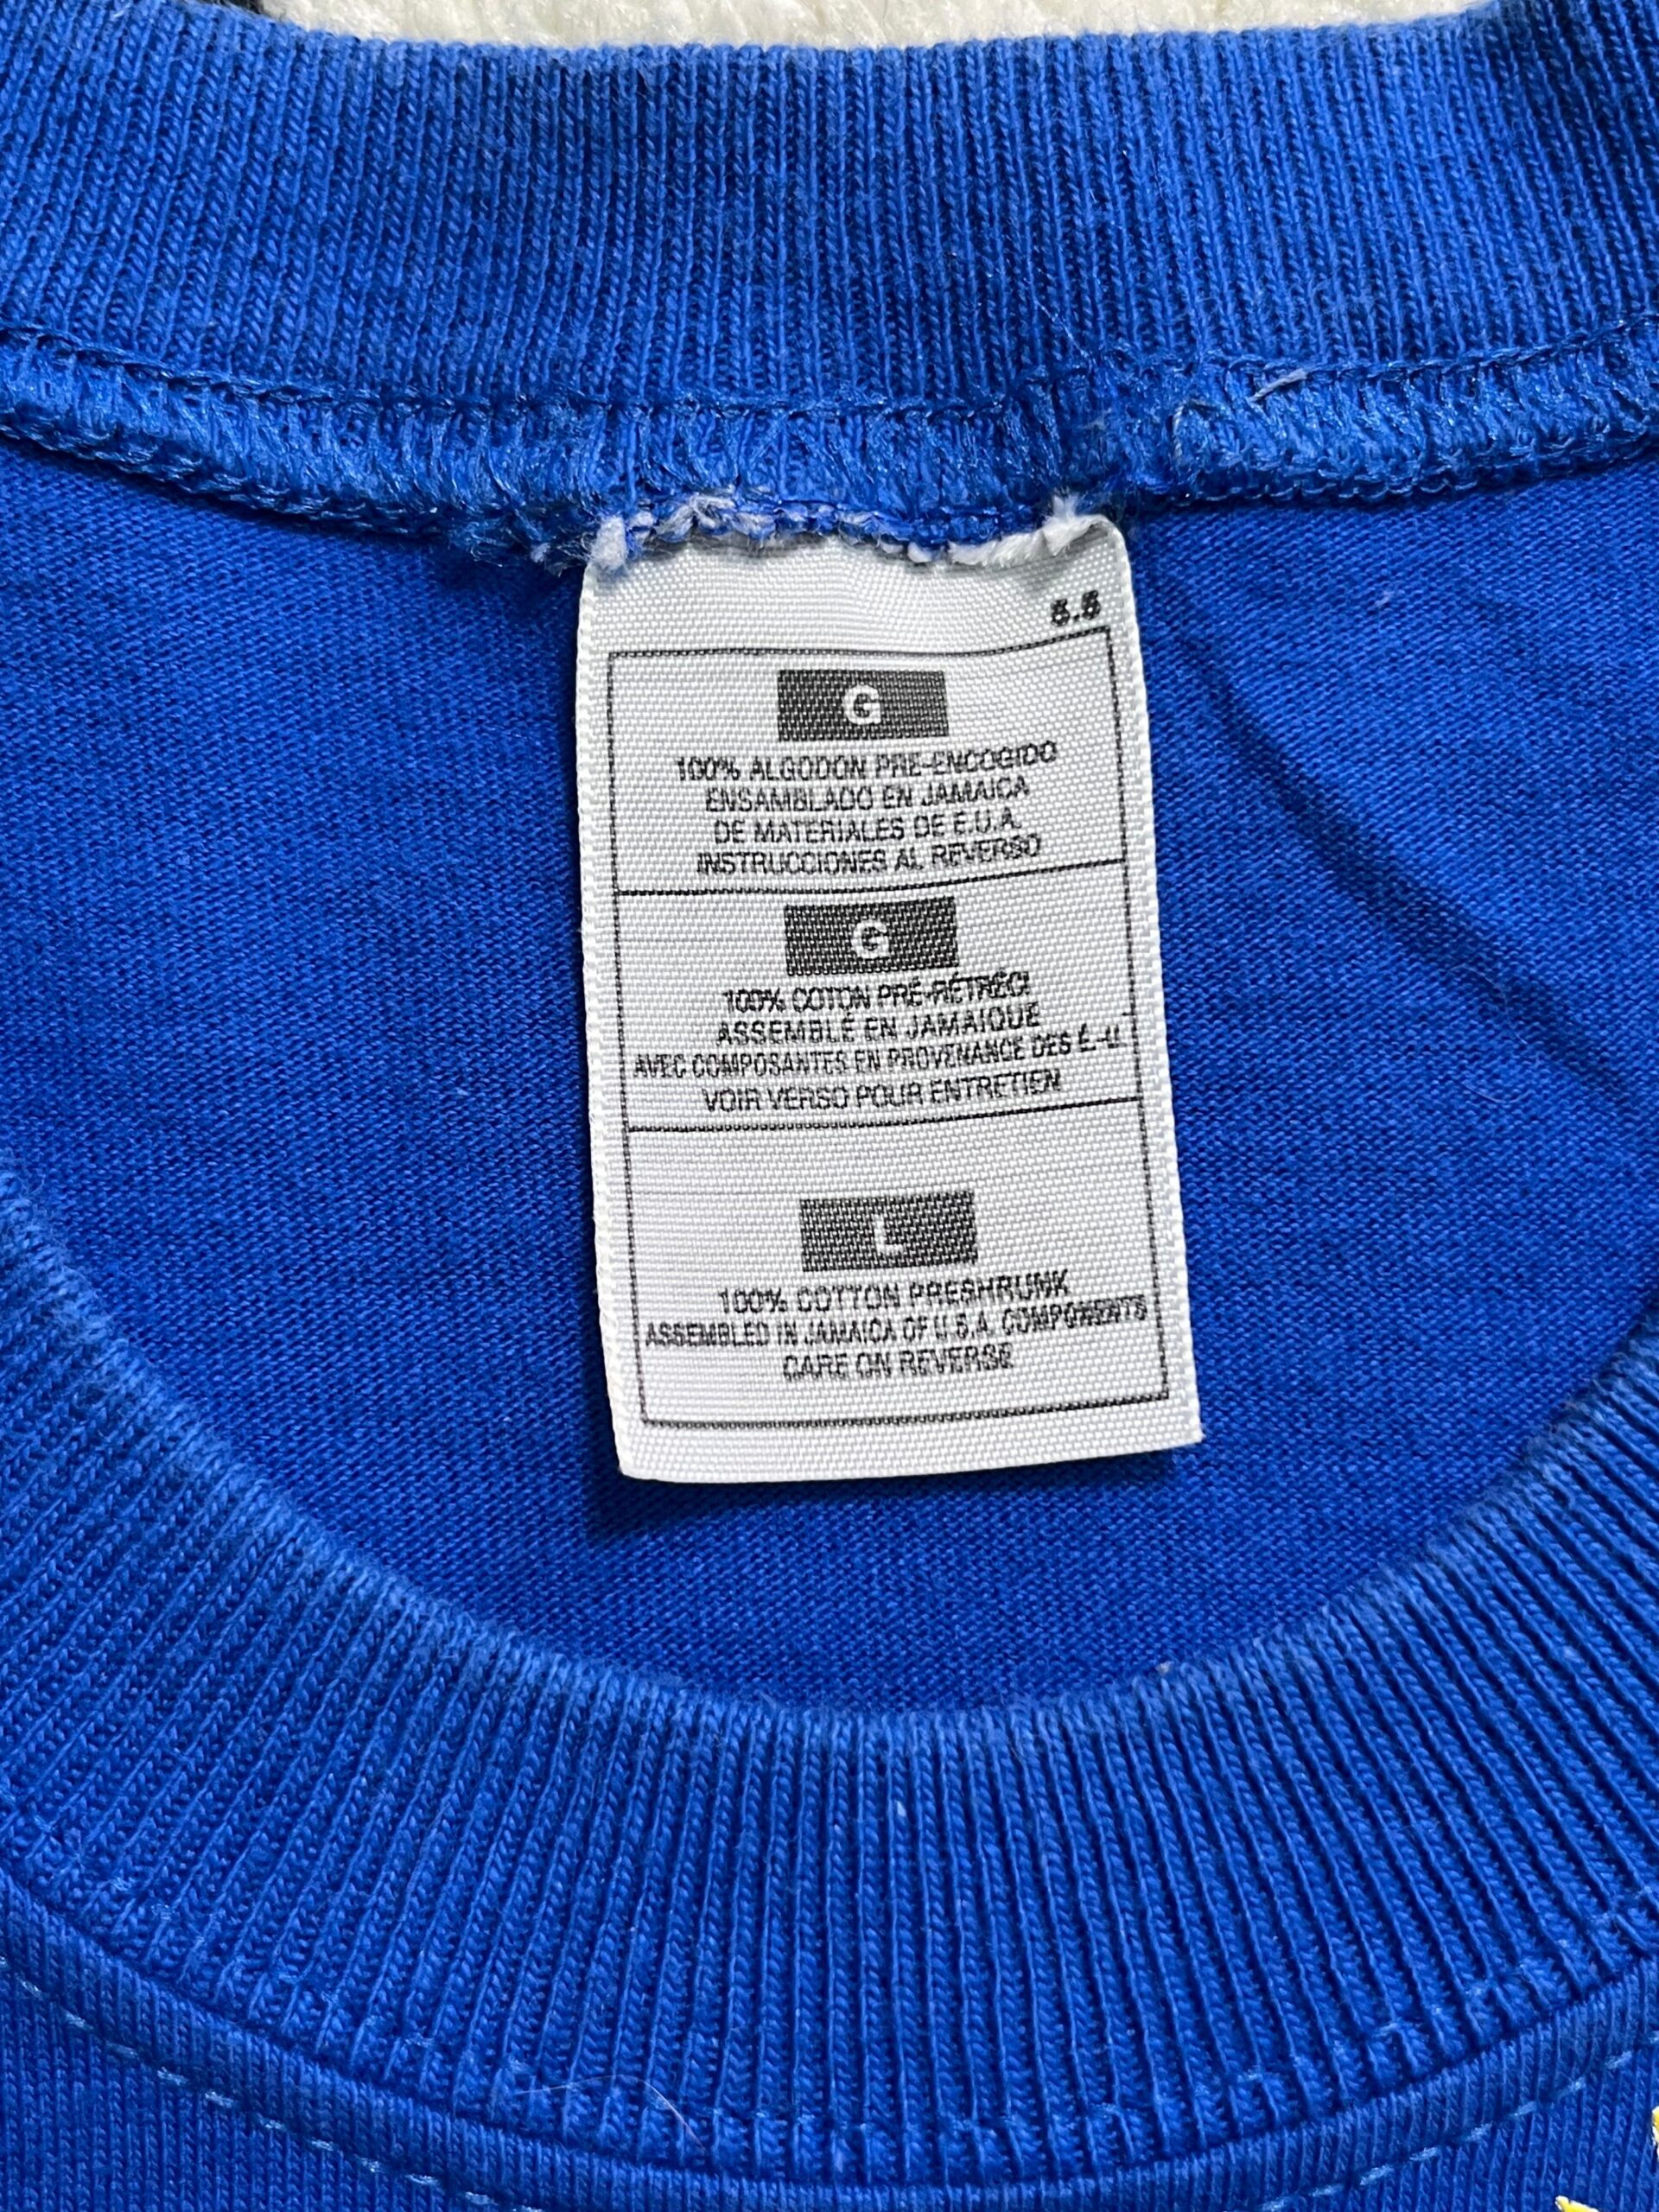 5.5
G
100% ALGODON PRE-ENCOGIDO
ENSAMBLADO EN JAMAICA
DE MATERIALES DE E.U.A.
INSTRUCCIONES AL REVERSO
G
100% COTON PRÉ-RÉTRÉCI
ASSEMBLÉ EN JAMAIQUE
AVEC COMPOSANTES EN PROVENANCE DES É.-U.
VOIR VERSO POUR ENTRETIEN
L
100% COTTON PRESHRUNK
ASSEMBLED IN JAMAICA OF U.S.A. COMPONENTS
CARE ON REVERSE